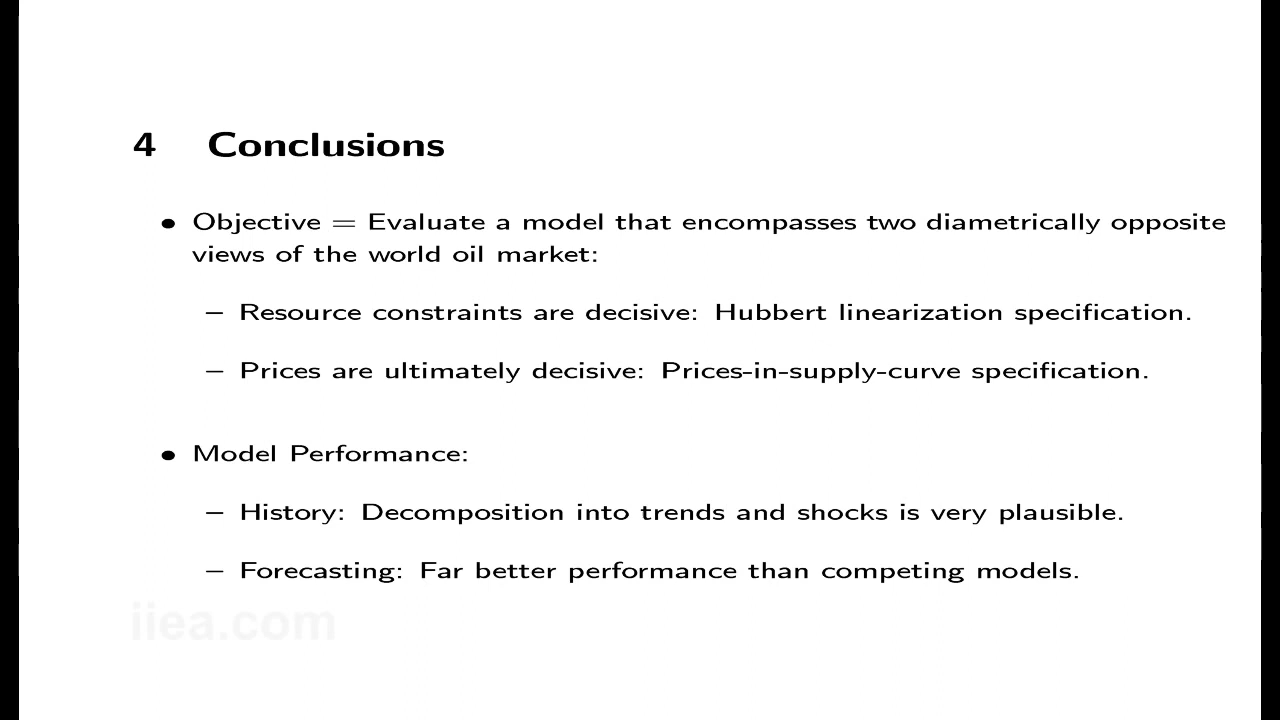 4 Conclusions
• Objective = Evaluate a model that encompasses two diametrically opposite
views of the world oil market:
– Resource constraints are decisive: Hubbert linearization specification.
– Prices are ultimately decisive: Prices-in-supply-curve specification.
• Model Performance:
– History: Decomposition into trends and shocks is very plausible.
– Forecasting: Far better performance than competing models.
iiea.com